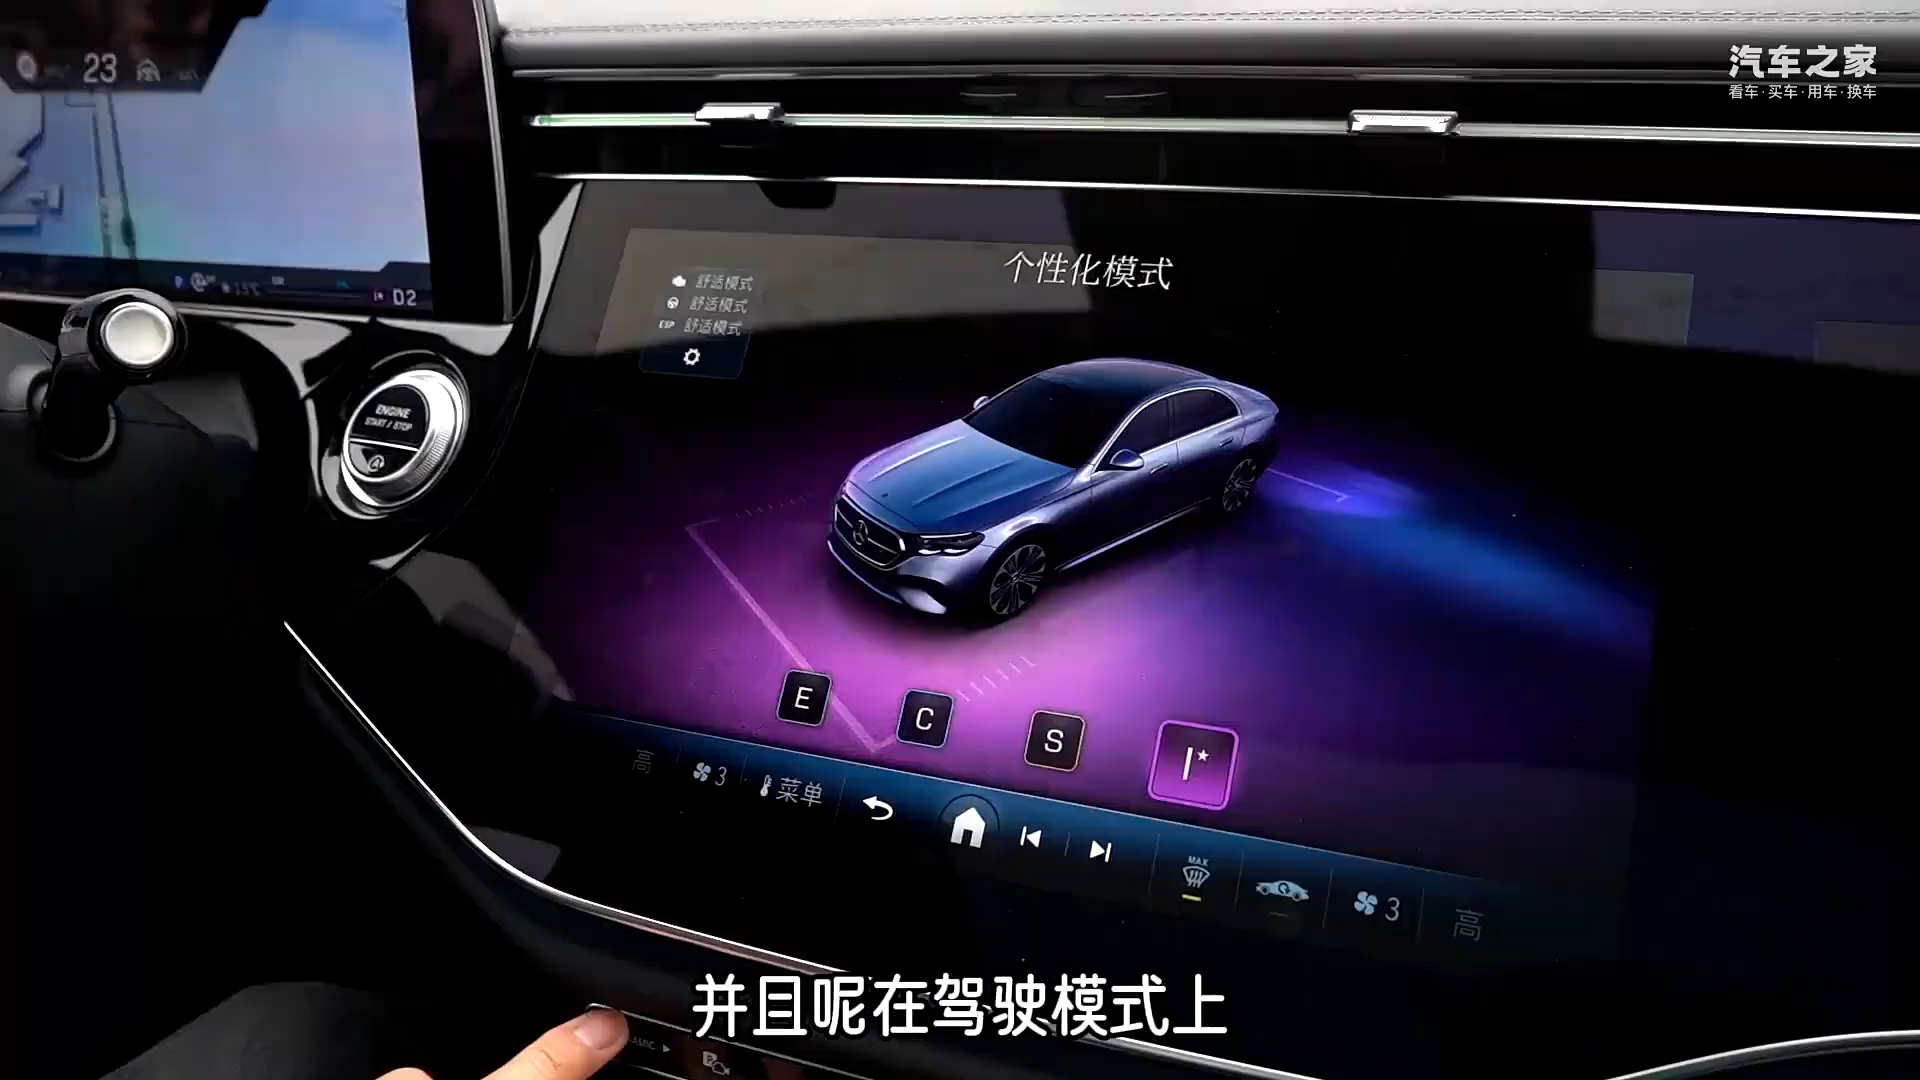 汽车之家
看车·买车·用车·换车
23
D2
ENGINE
START / STOP
个性化模式
舒适模式
舒适模式
ESP 舒适模式
E
C
S
I
高
3
菜单
MAX
3
高
并且呢在驾驶模式上